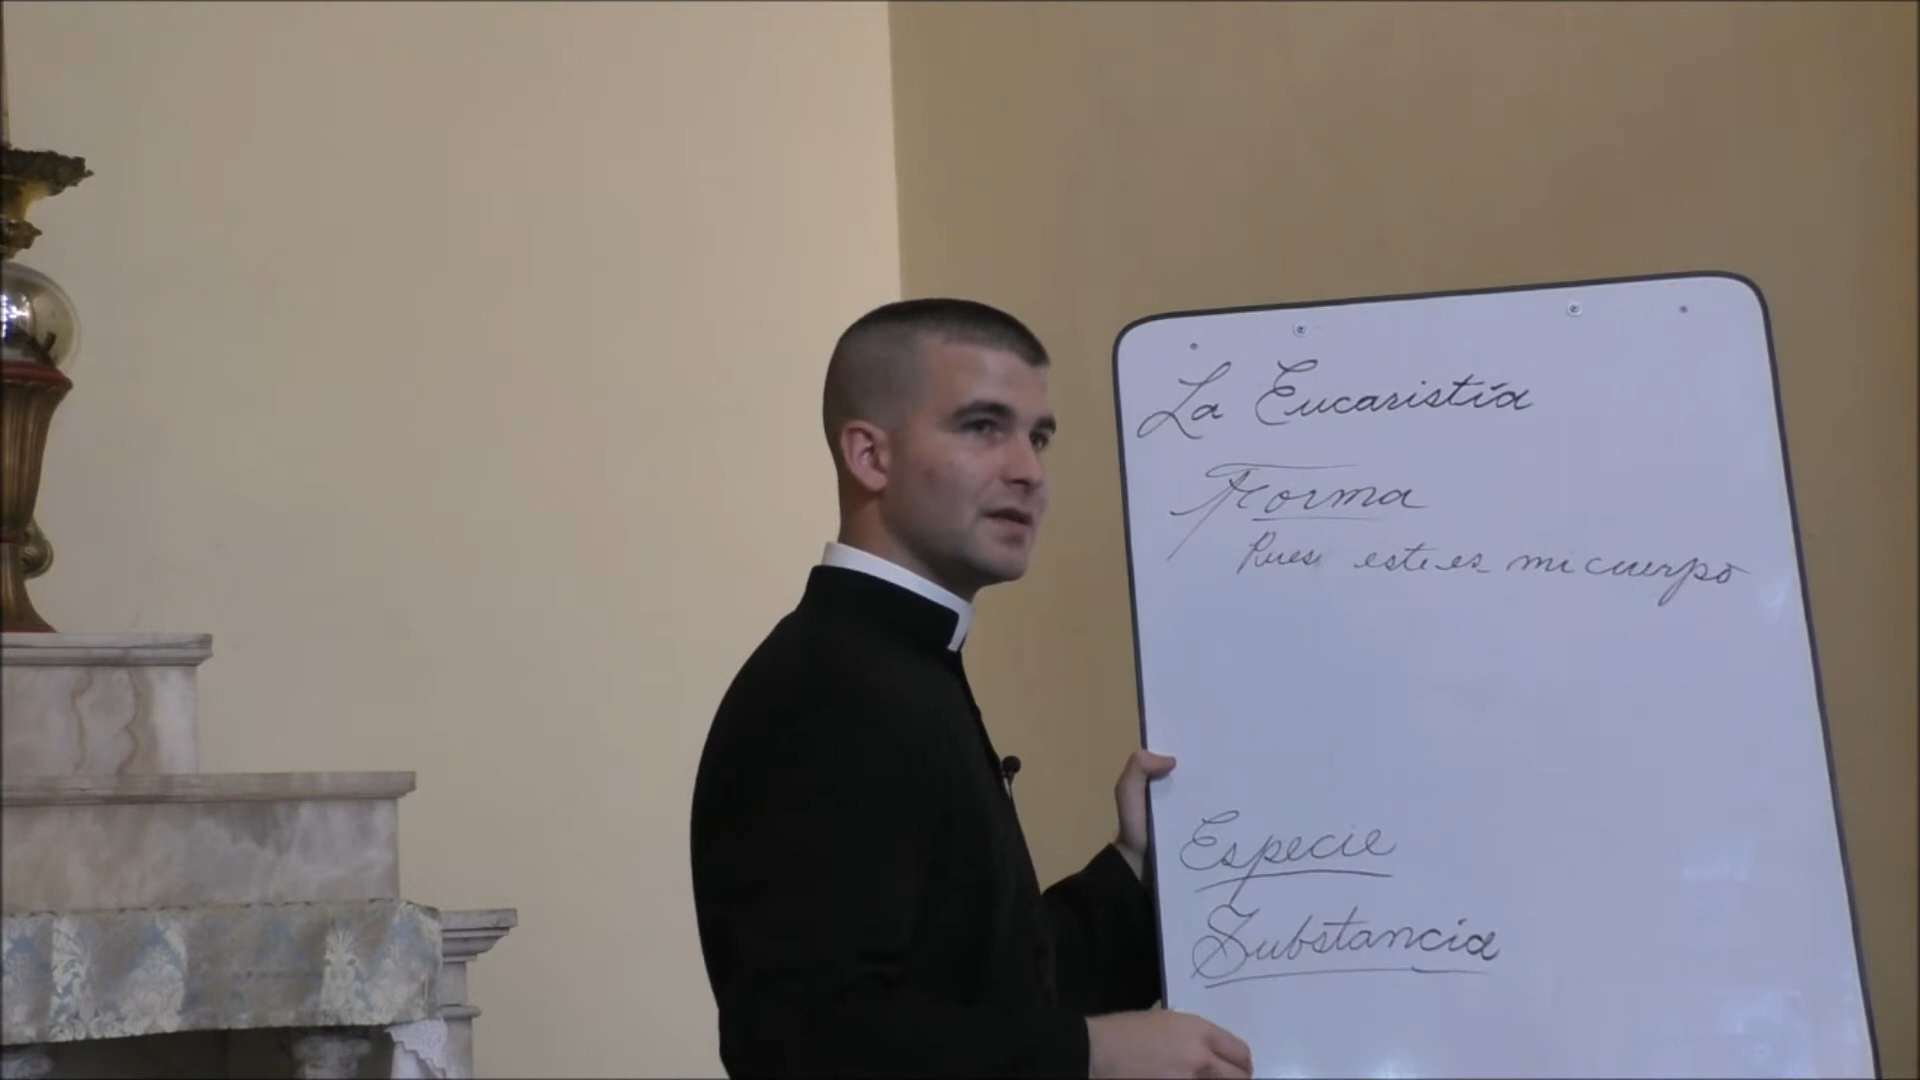 La Eucaristía
Forma
Pues este es mi cuerpo
Especie
Substancia